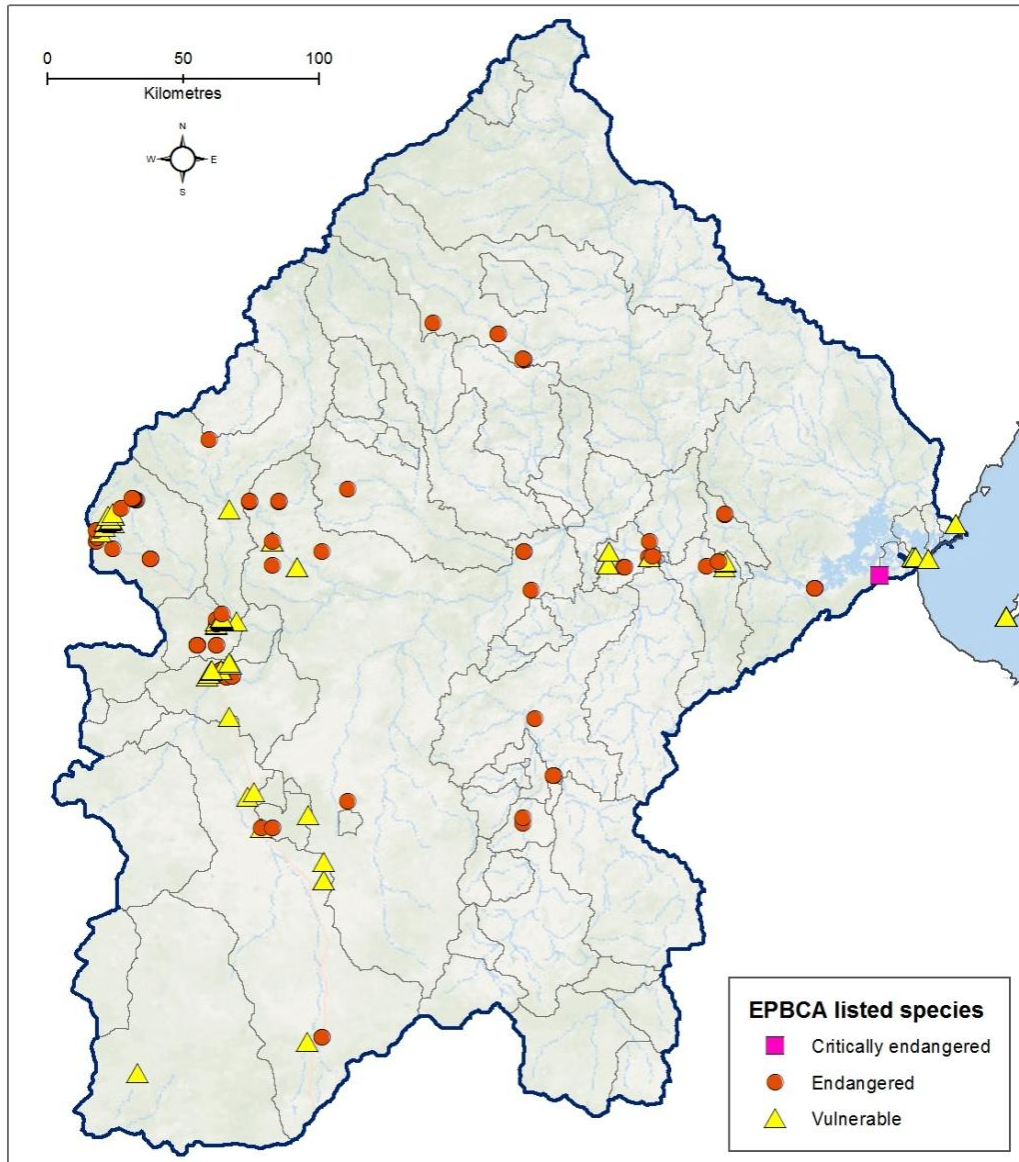 0 50 100
Kilometres
N
W E
S
EPBCA listed species
Critically endangered
Endangered
Vulnerable